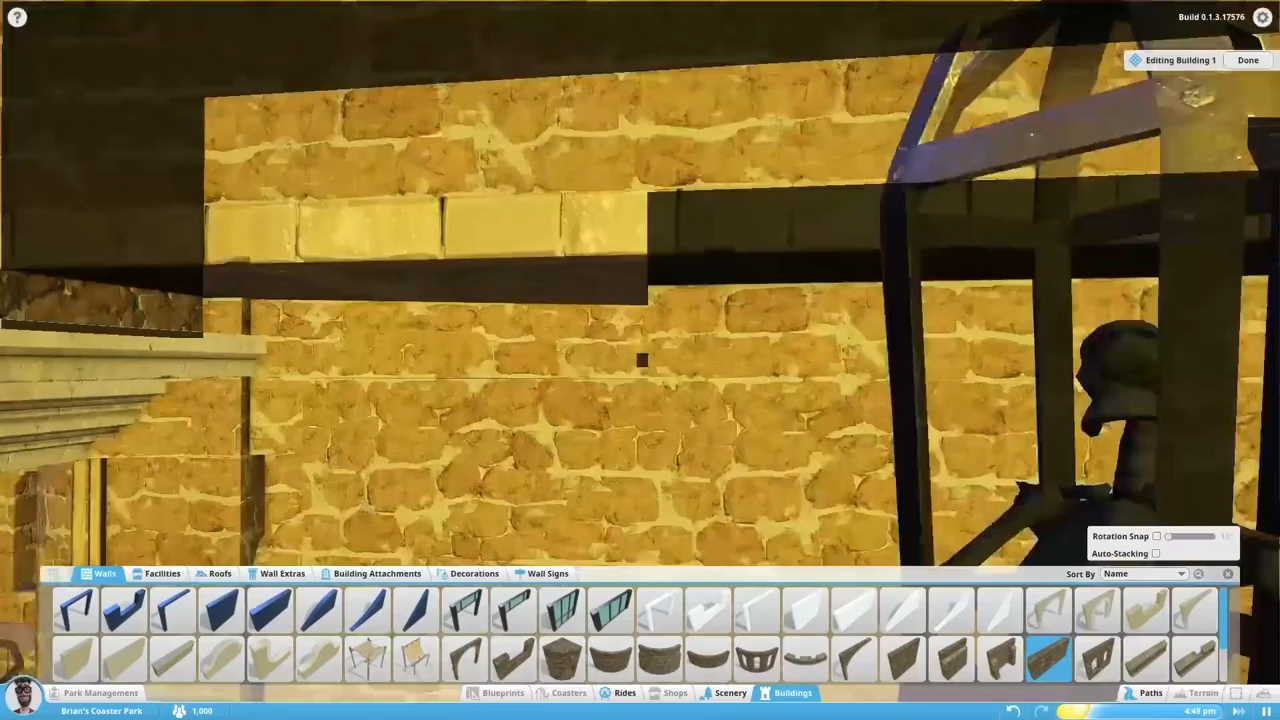 ?
Build 0.1.3.17576
Editing Building 1
Done
Rotation Snap
15°
Auto-Stacking
Walls
Facilities
Roofs
Wall Extras
Building Attachments
Decorations
Wall Signs
Sort By
Name
Park Management
Blueprints
Coasters
Rides
Shops
Scenery
Buildings
Paths
Terrain
Brian's Coaster Park
1,000
4:48 pm